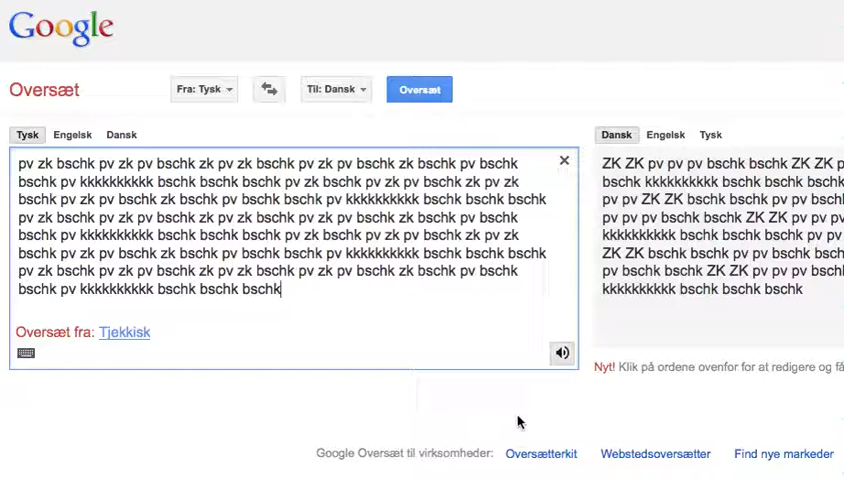 Google
Oversæt
Fra: Tysk
Til: Dansk
Oversæt
Tysk Engelsk Dansk
pv zk bschk pv zk pv bschk zk pv zk bschk pv zk pv bschk zk bschk pv bschk
bschk pv kkkkkkkkkk bschk bschk bschk pv zk bschk pv zk pv bschk zk pv zk
bschk pv zk pv bschk zk bschk pv bschk bschk pv kkkkkkkkkk bschk bschk bschk
pv zk bschk pv zk pv bschk zk pv zk bschk pv zk pv bschk zk bschk pv bschk
bschk pv kkkkkkkkkk bschk bschk bschk pv zk bschk pv zk pv bschk zk pv zk
bschk pv zk pv bschk zk bschk pv bschk bschk pv kkkkkkkkkk bschk bschk bschk
pv zk bschk pv zk pv bschk zk pv zk bschk pv zk pv bschk zk bschk pv bschk
bschk pv kkkkkkkkkk bschk bschk bschk
Oversæt fra: Tjekkisk
Dansk Engelsk Tysk
ZK ZK pv pv pv bschk bschk ZK ZK p
bschk kkkkkkkkkk bschk bschk bschk
pv pv ZK ZK bschk bschk pv pv bschk
pv pv pv bschk bschk ZK ZK pv pv pv
kkkkkkkkkk bschk bschk bschk pv pv
ZK ZK bschk bschk pv pv bschk bschk
pv bschk bschk ZK ZK pv pv pv bschk
kkkkkkkkkk bschk bschk bschk
Nyt! Klik på ordene ovenfor for at redigere og få
Google Oversæt til virksomheder: Oversætterkit Webstedsoversætter Find nye markeder